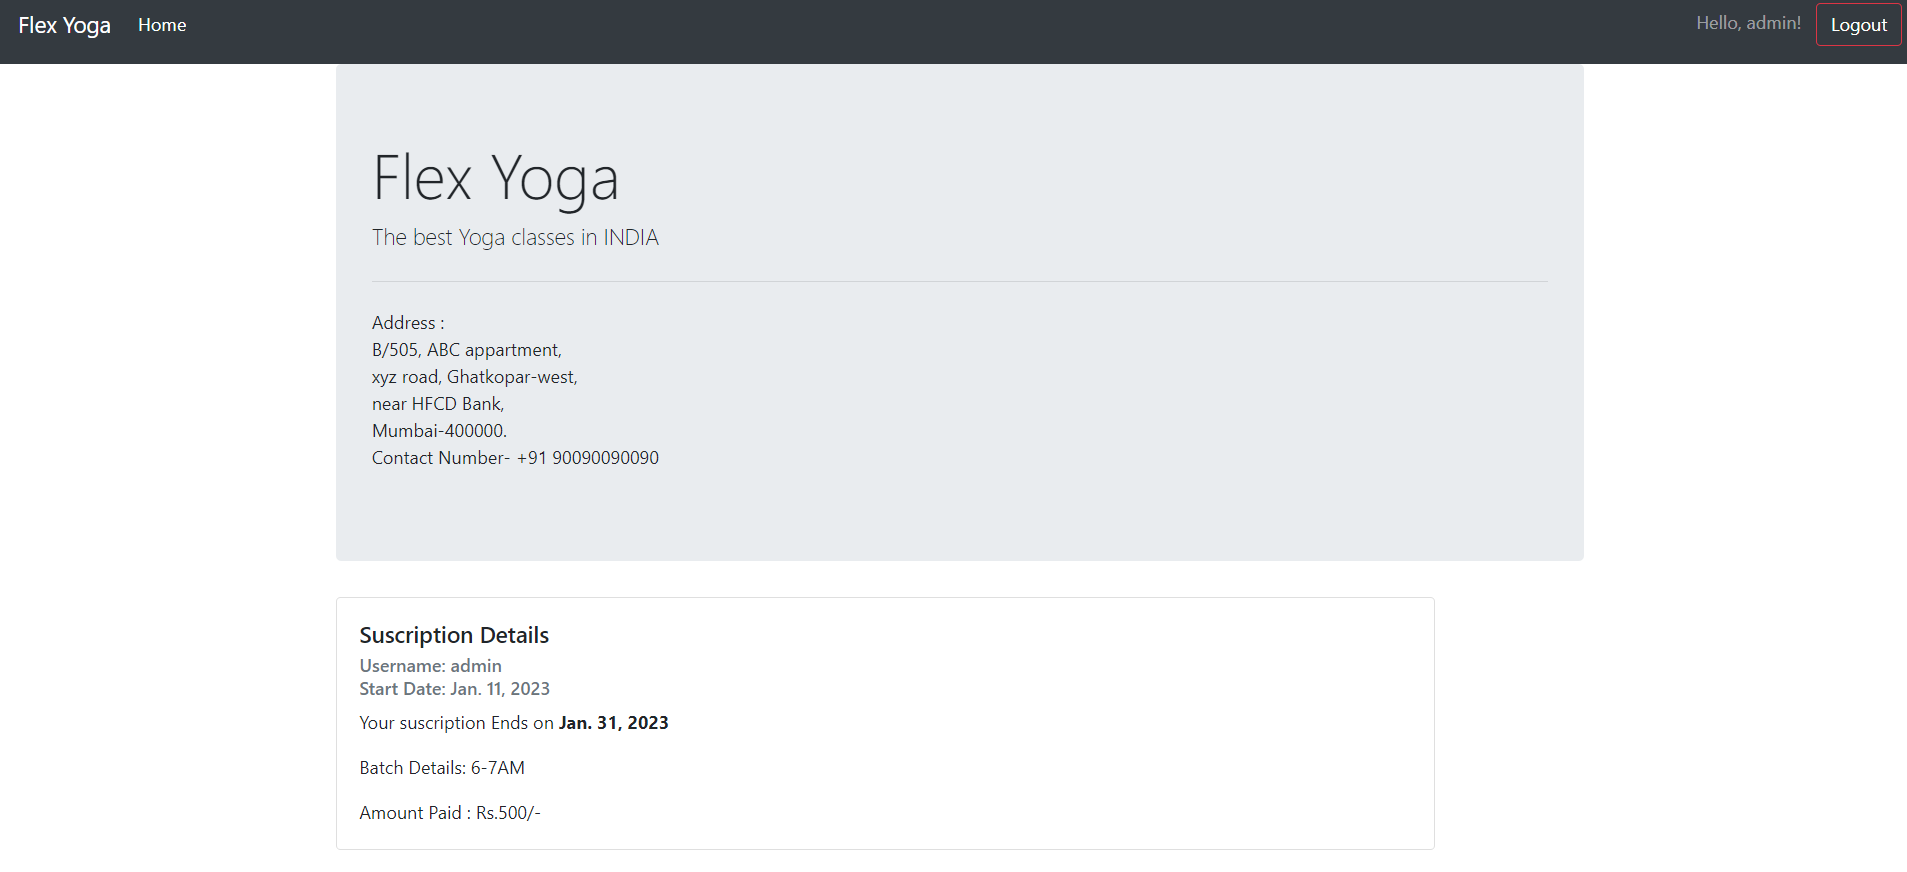 Flex Yoga Home Hello, admin! Logout
Flex Yoga
The best Yoga classes in INDIA
Address :
B/505, ABC appartment,
xyz road, Ghatkopar-west,
near HFCD Bank,
Mumbai-400000.
Contact Number- +91 90090090090
Suscription Details
Username: admin
Start Date: Jan. 11, 2023
Your suscription Ends on Jan. 31, 2023
Batch Details: 6-7AM
Amount Paid : Rs.500/-